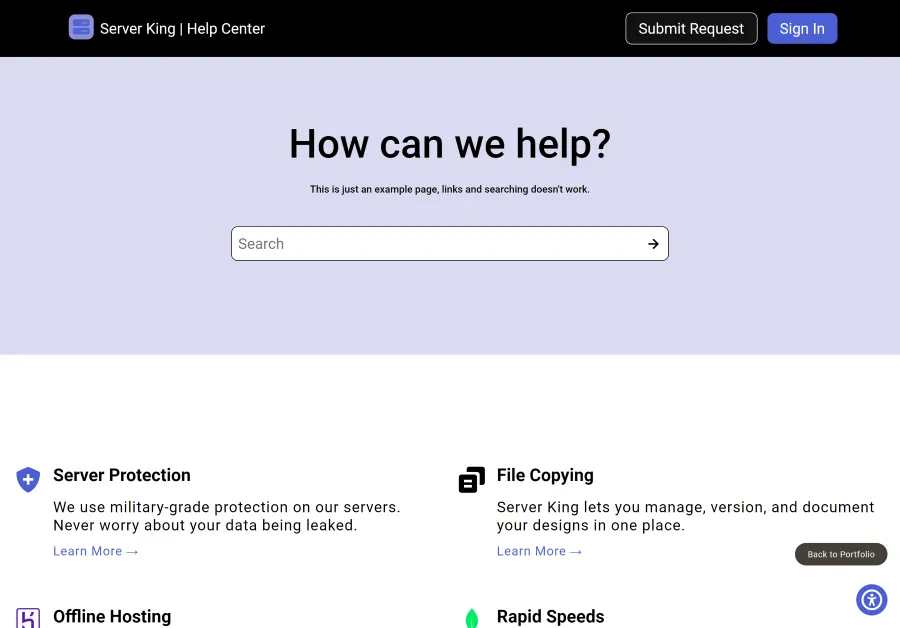 Server King | Help Center
Submit Request
Sign In
How can we help?
This is just an example page, links and searching doesn't work.
Search
Server Protection
We use military-grade protection on our servers.
Never worry about your data being leaked.
Learn More →
File Copying
Server King lets you manage, version, and document
your designs in one place.
Learn More →
Back to Portfolio
Offline Hosting
Rapid Speeds